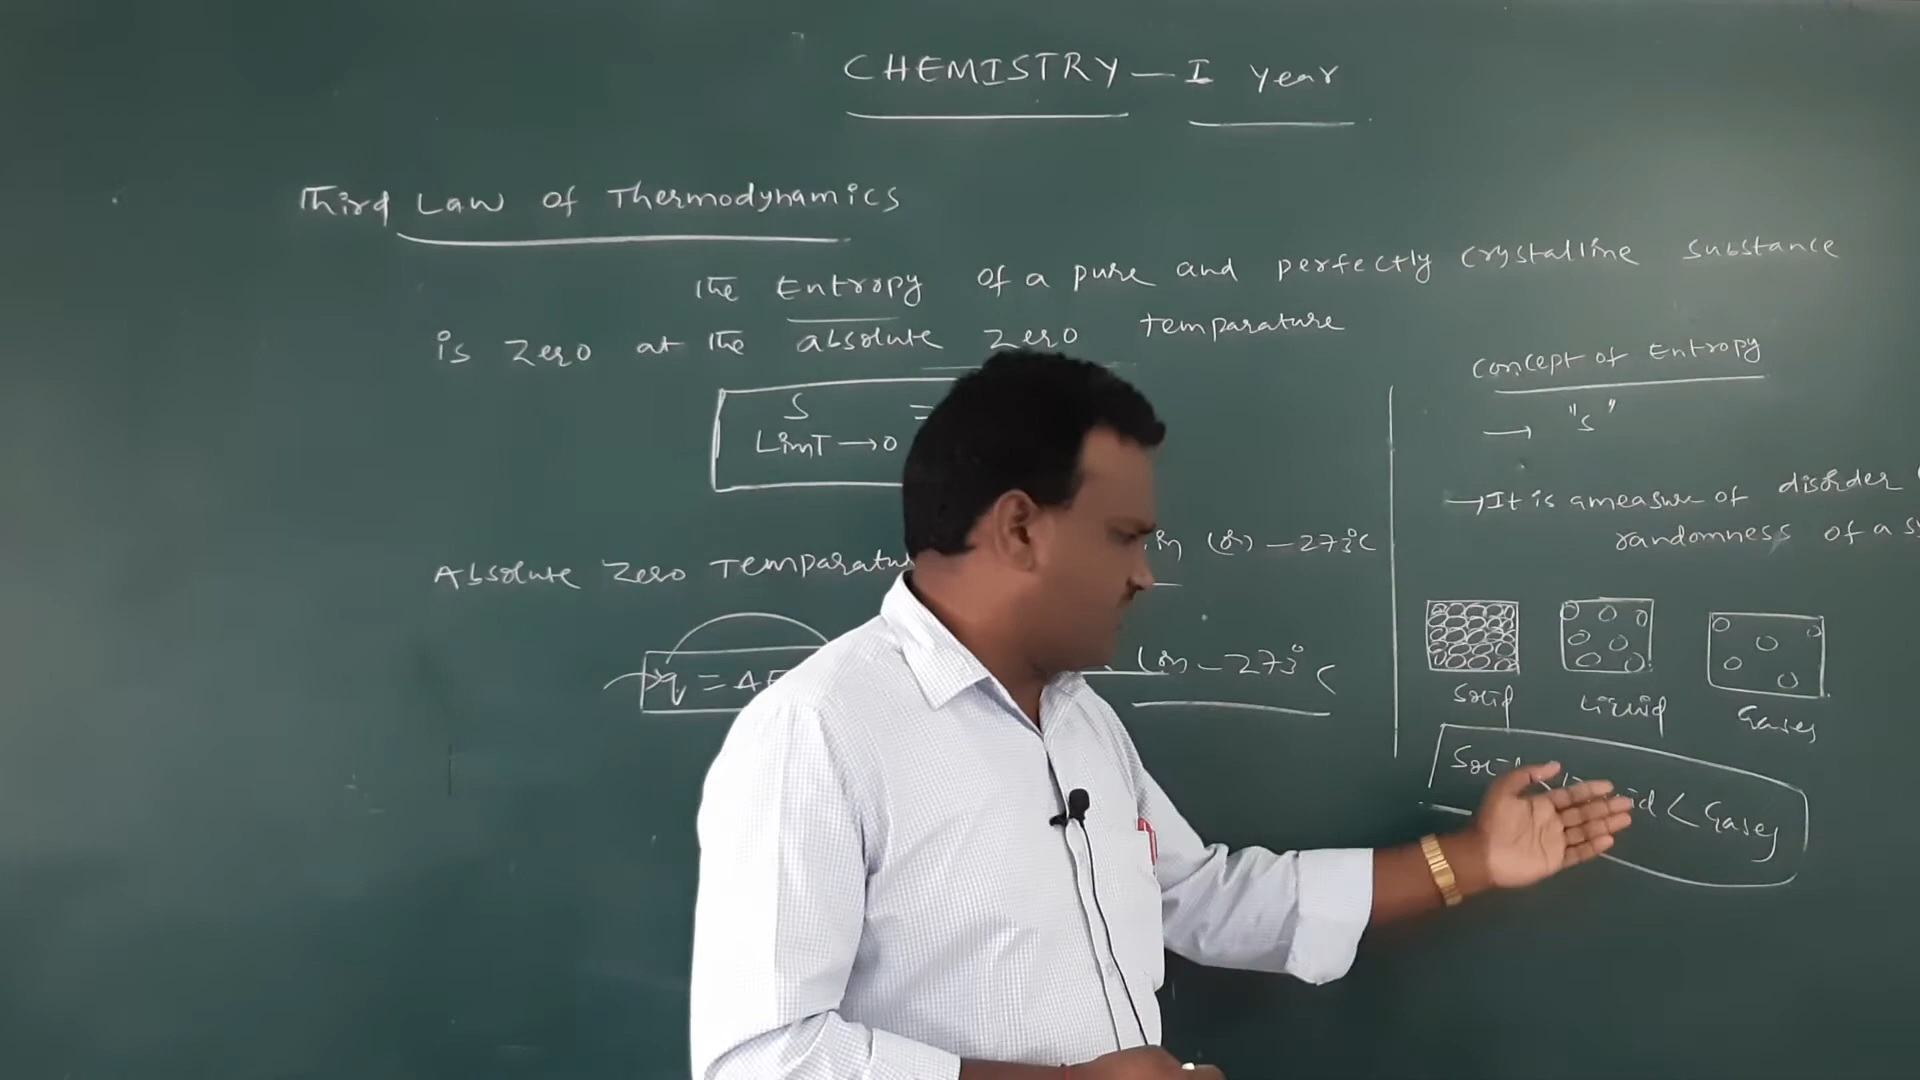 CHEMISTRY — I year
Third Law of Thermodynamics
The Entropy of a pure and perfectly crystalline substance
is zero at the absolute zero temparature
S =
LimT → 0
Absolute Zero Temparatu (or) -273°C
(or) -273°C
Concept of Entropy
→ "S"
→ It is a measure of disorder
randomness of a
Solid Liquid Gases
< Gases